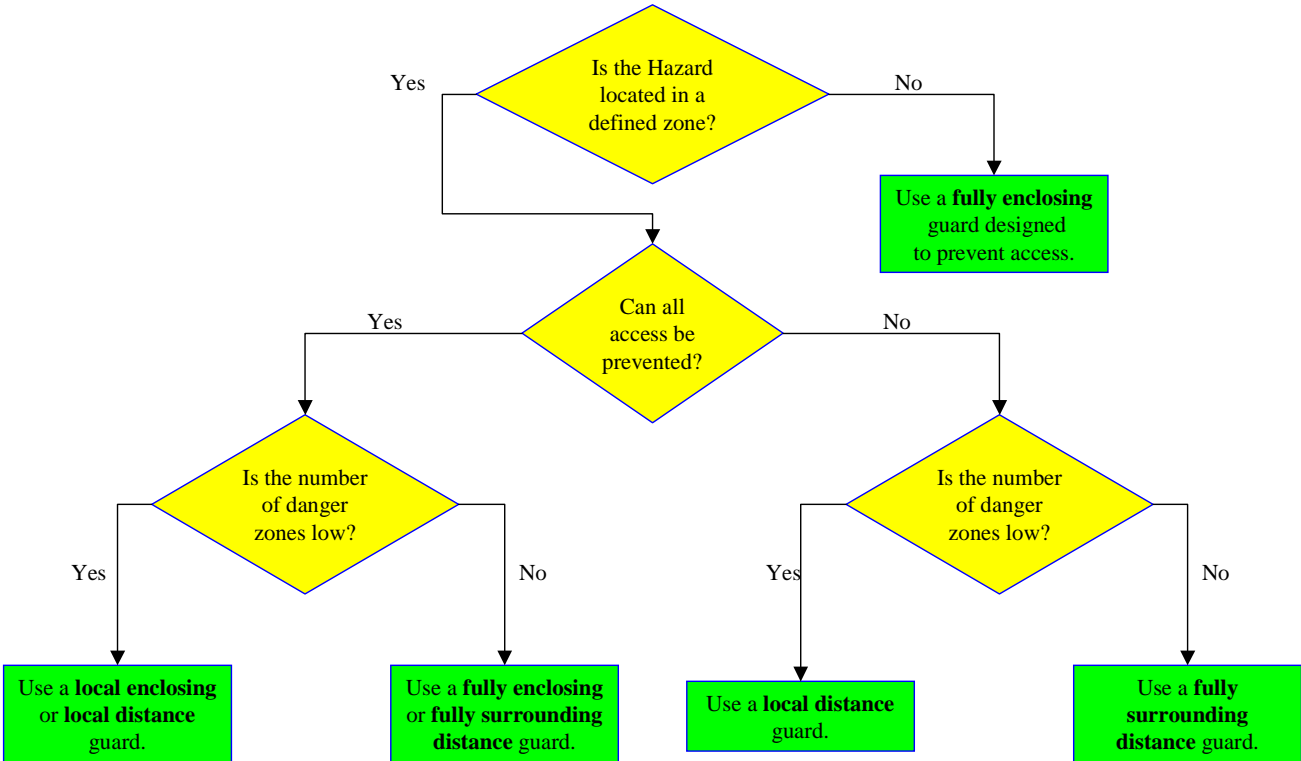 Is the Hazard
located in a
defined zone?
Yes
No
Use a fully enclosing
guard designed
to prevent access.
Can all
access be
prevented?
Yes
No
Is the number
of danger
zones low?
Is the number
of danger
zones low?
Yes
No
Yes
No
Use a local enclosing
or local distance
guard.
Use a fully enclosing
or fully surrounding
distance guard.
Use a local distance
guard.
Use a fully
surrounding
distance guard.